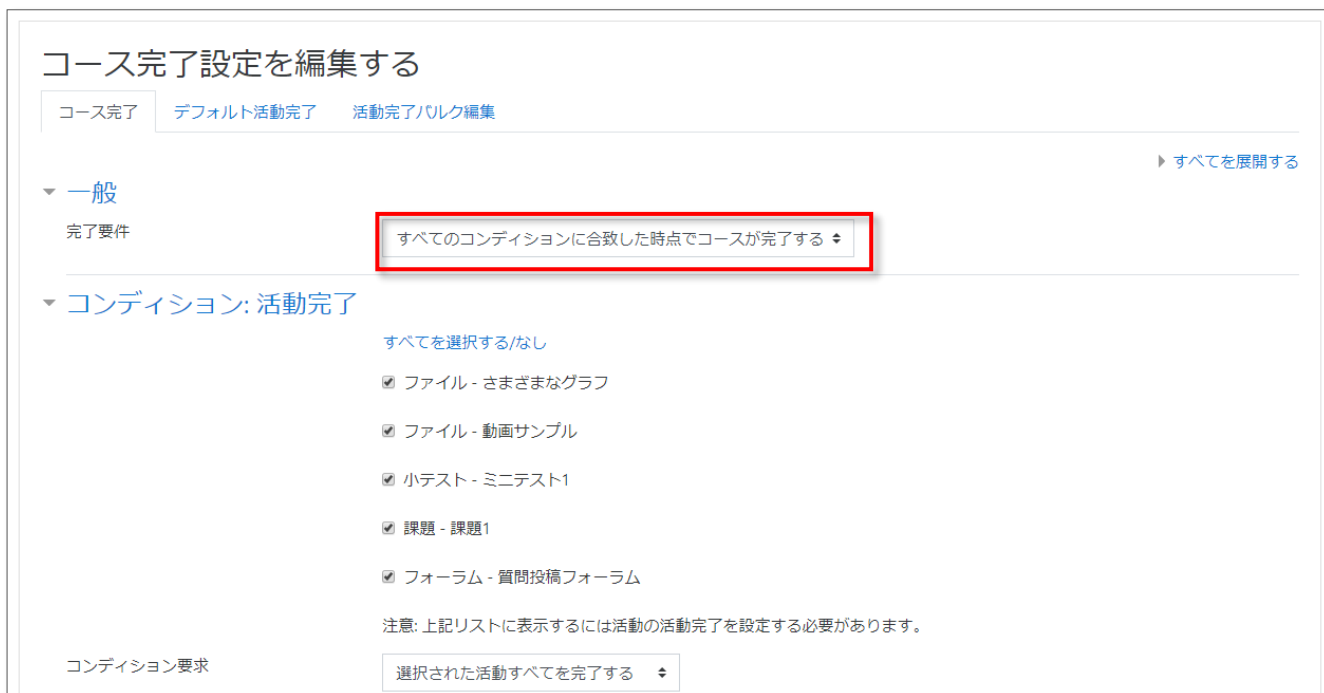 コース完了設定を編集する
コース完了 デフォルト活動完了 活動完了バルク編集
すべてを展開する
一般
完了要件 すべてのコンディションに合致した時点でコースが完了する
コンディション: 活動完了
すべてを選択する/なし
ファイル - さまざまなグラフ
ファイル - 動画サンプル
小テスト - ミニテスト1
課題 - 課題1
フォーラム - 質問投稿フォーラム
注意: 上記リストに表示するには活動の活動完了を設定する必要があります。
コンディション要求 選択された活動すべてを完了する